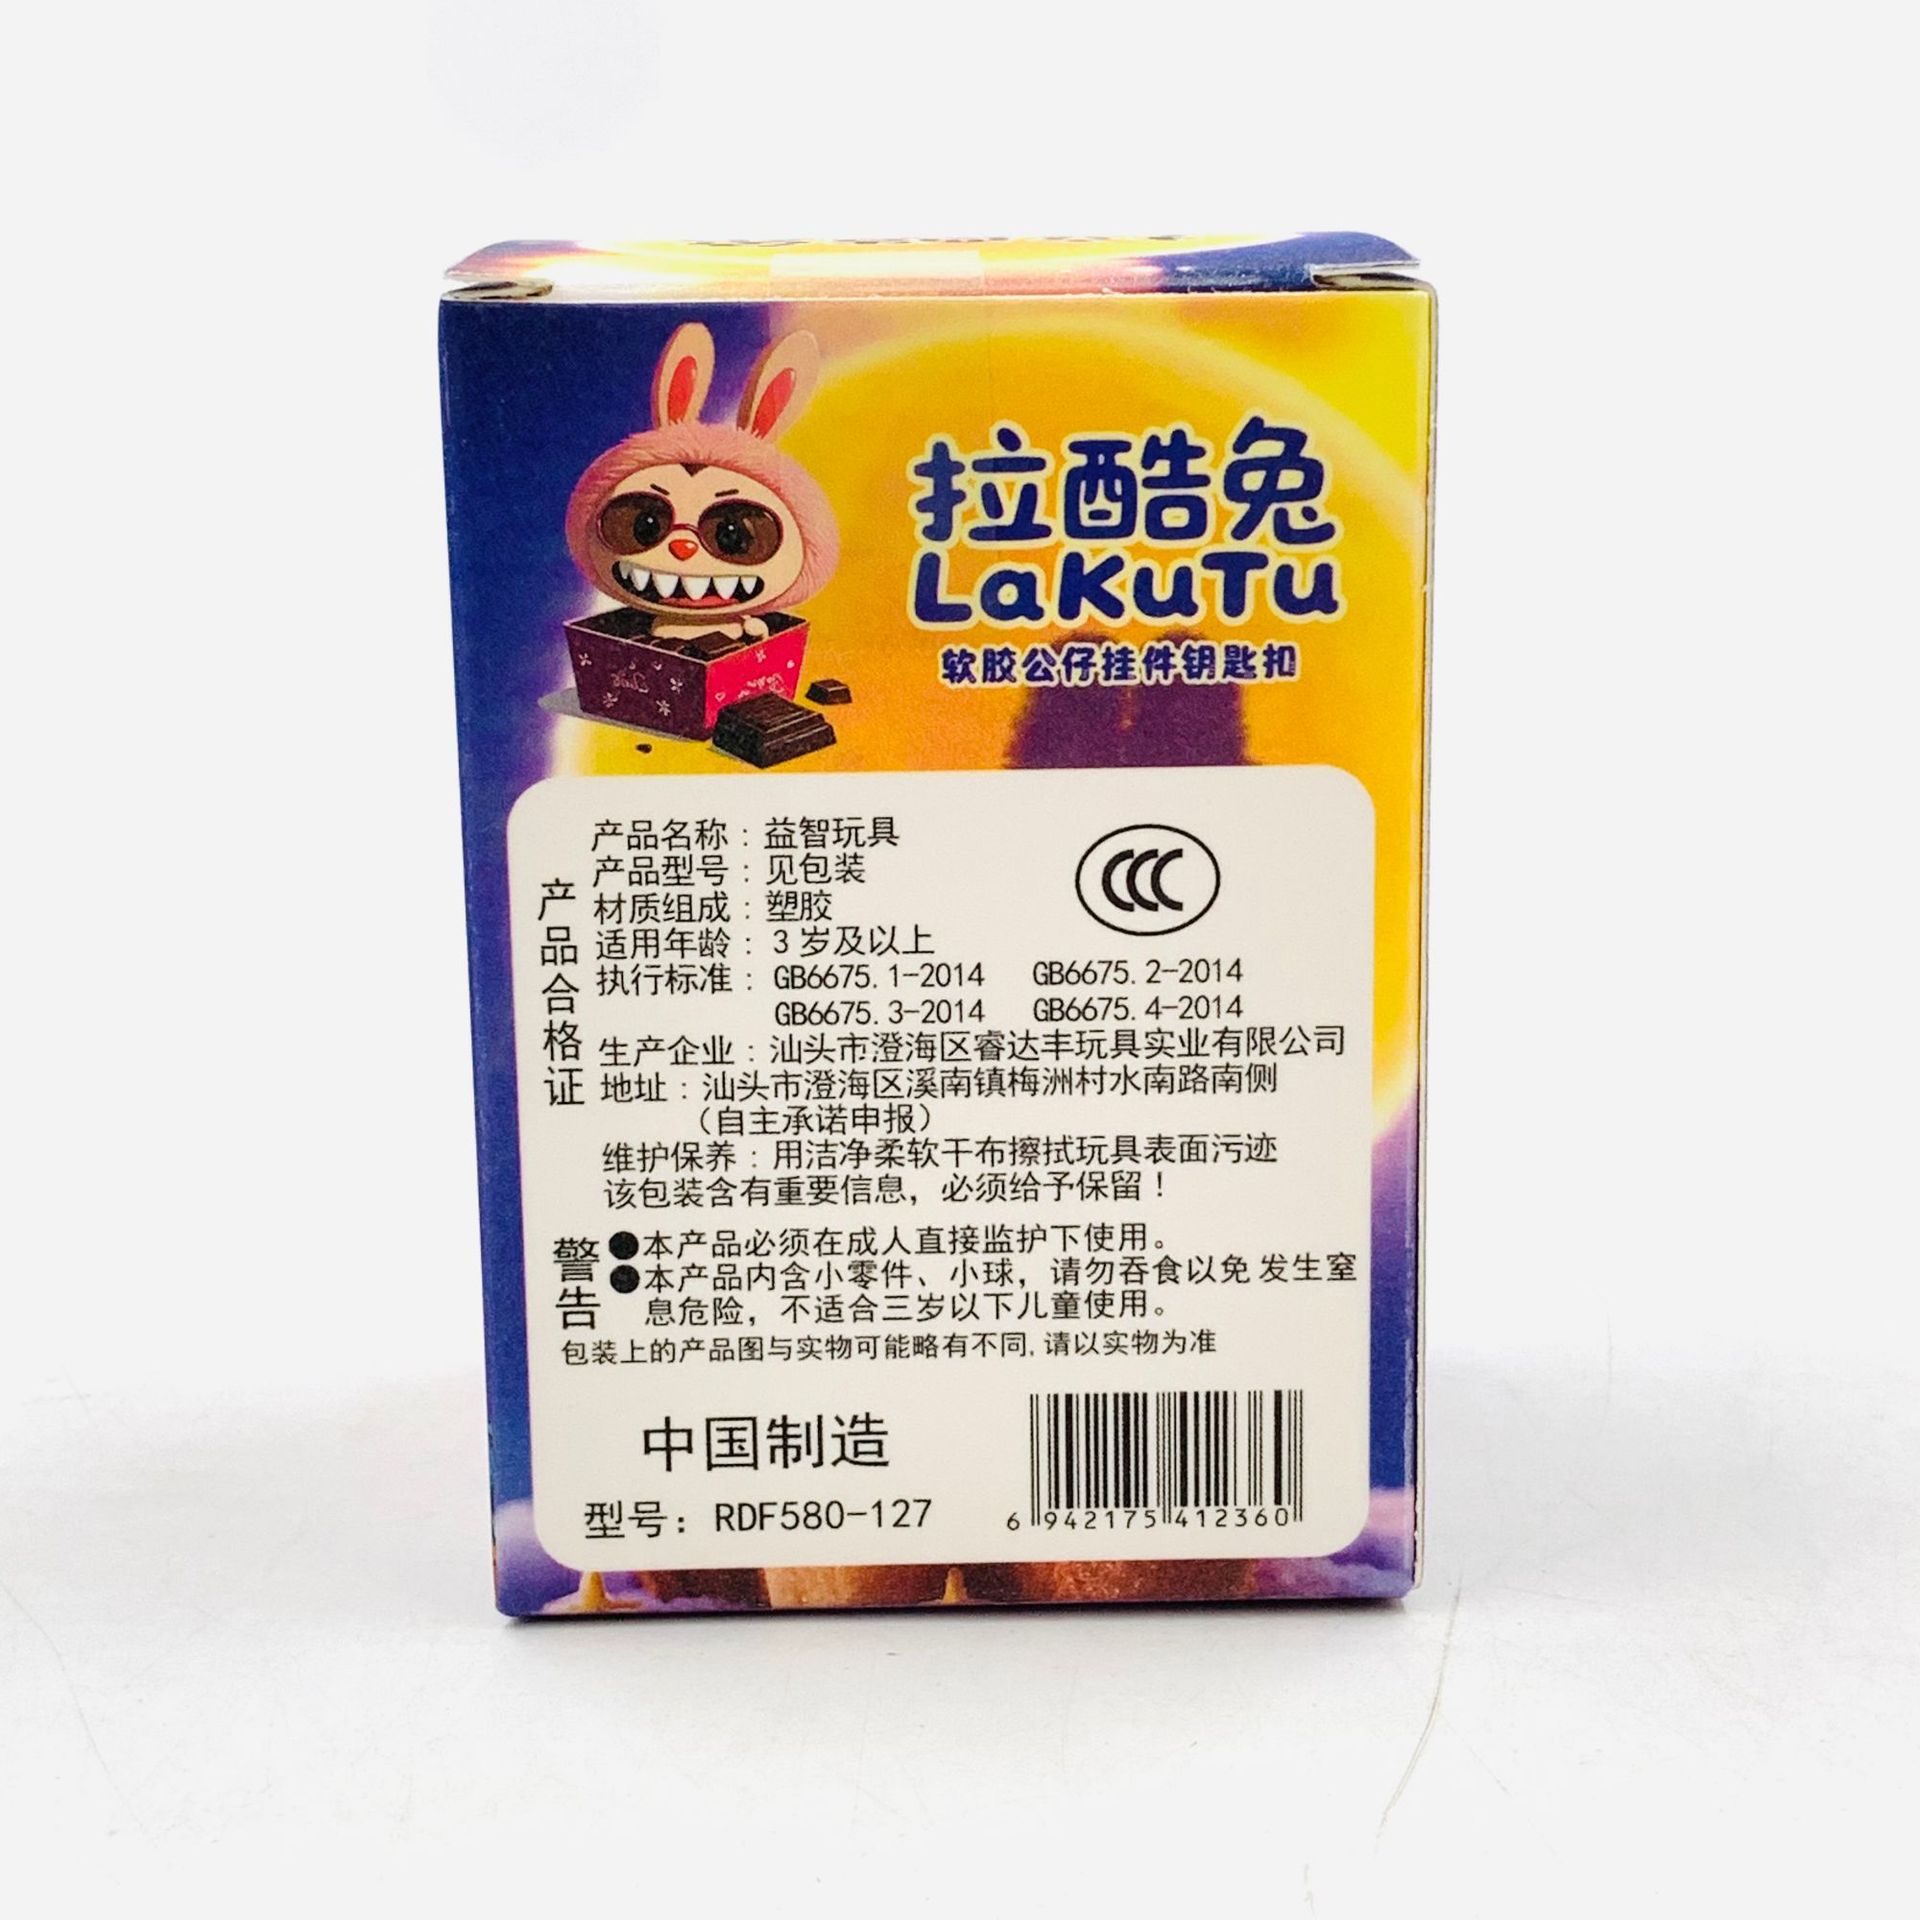 拉酷兔
LaKuTu
软胶公仔挂件钥匙扣
产品合格证
产品名称：益智玩具
产品型号：见包装
材质组成：塑胶
适用年龄：3 岁及以上
执行标准：GB6675.1-2014 GB6675.2-2014
GB6675.3-2014 GB6675.4-2014
生产企业：汕头市澄海区睿达丰玩具实业有限公司
地址：汕头市澄海区溪南镇梅洲村水南路南侧
（自主承诺申报）
维护保养：用洁净柔软干布擦拭玩具表面污迹
该包装含有重要信息，必须给予保留！
警告
●本产品必须在成人直接监护下使用。
●本产品内含小零件、小球，请勿吞食以免 发生窒
息危险，不适合三岁以下儿童使用。
包装上的产品图与实物可能略有不同,请以实物为准
中国制造
型号：RDF580-127
6 942175 412360
CCC